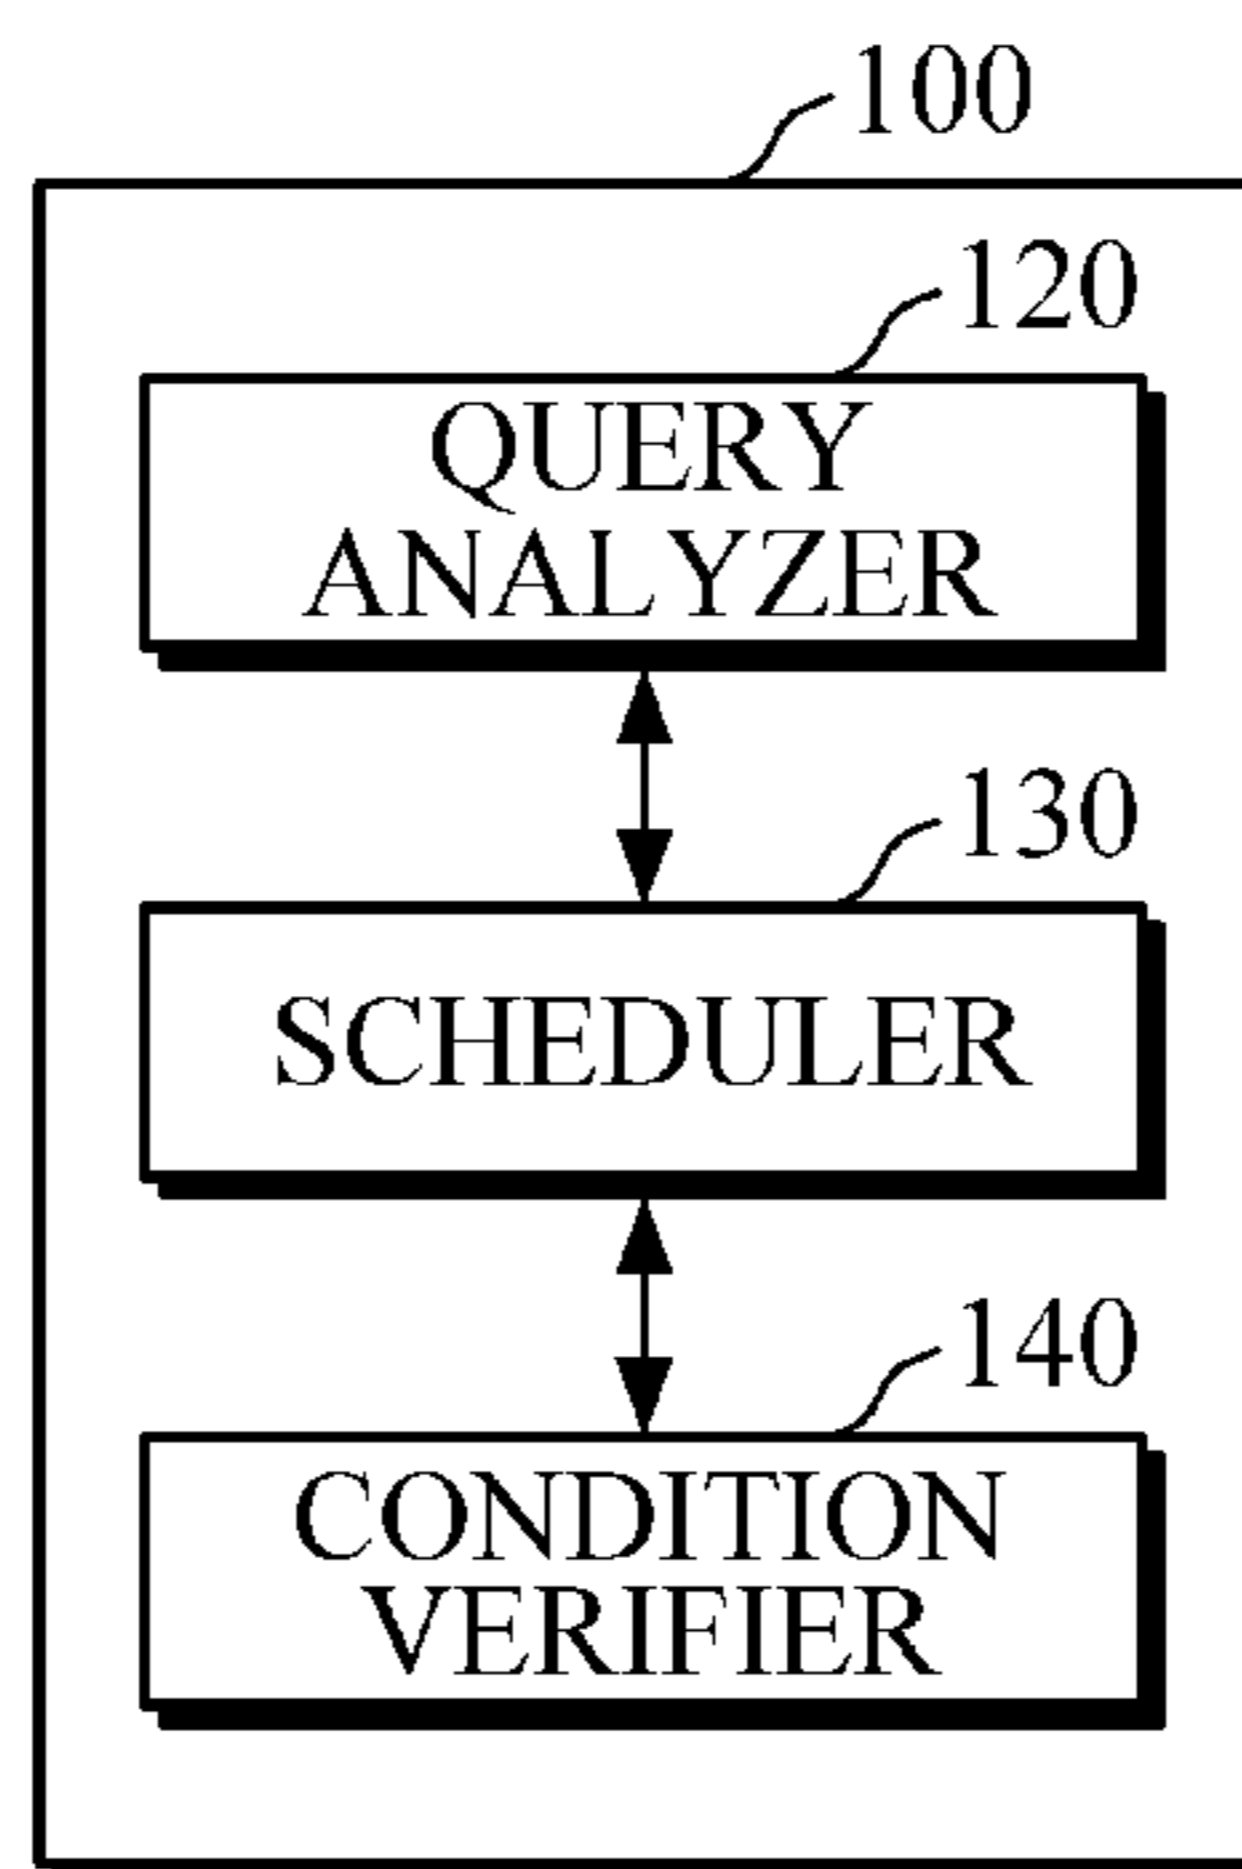 100
120
QUERY
ANALYZER
130
SCHEDULER
140
CONDITION
VERIFIER